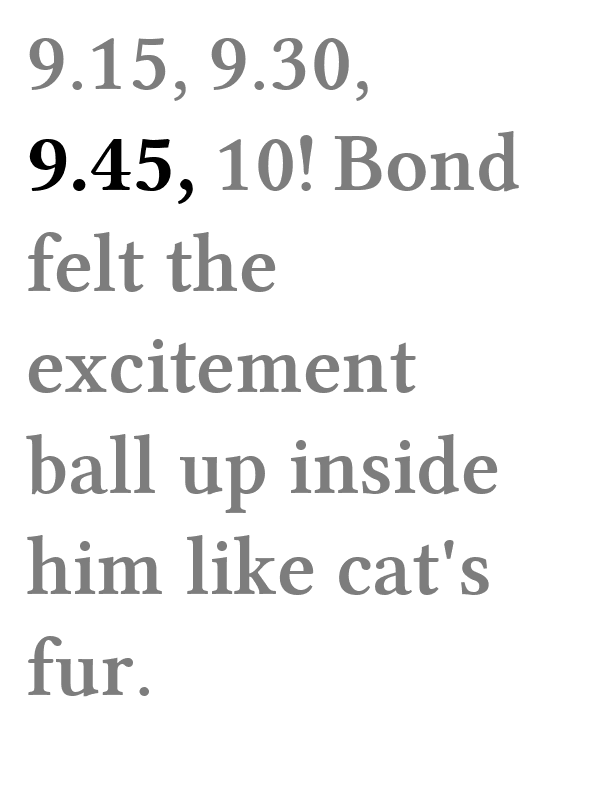 9.15, 9.30,
9.45, 10! Bond
felt the
excitement
ball up inside
him like cat's
fur.